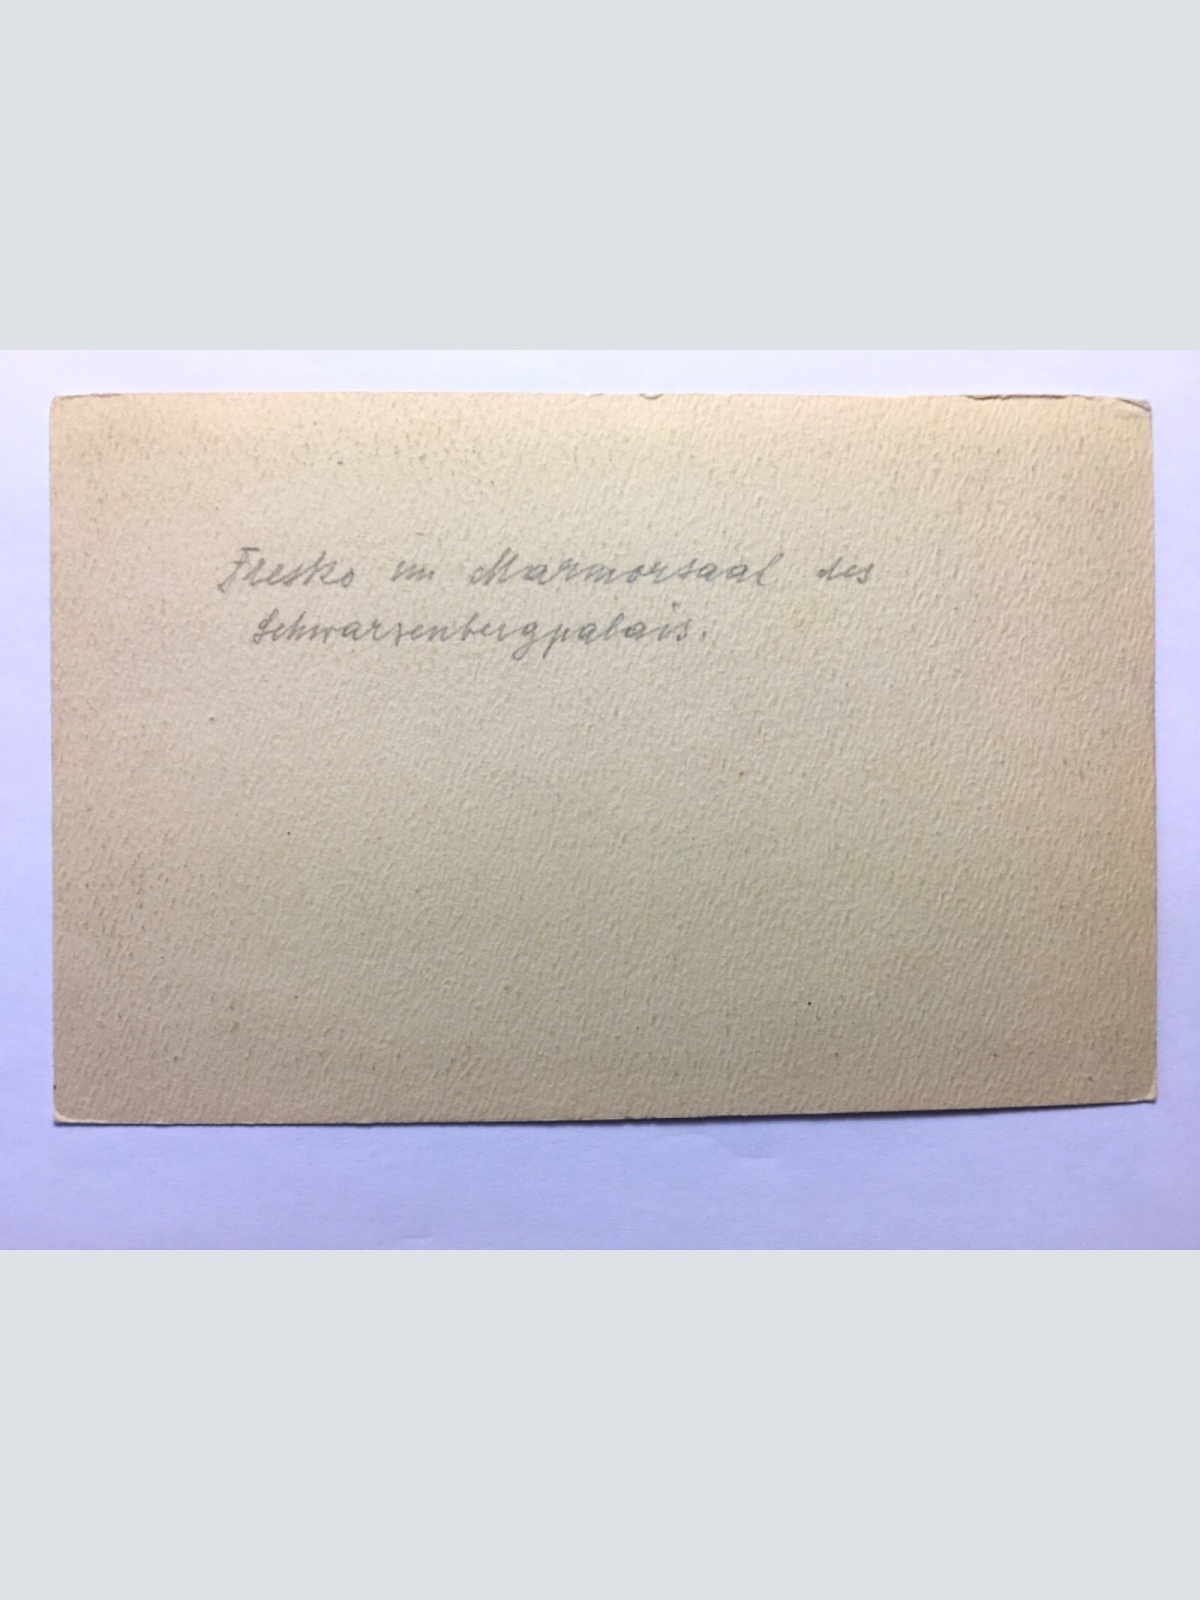 Fresko im Marmorsaal des
Schwarzenbergpalais.